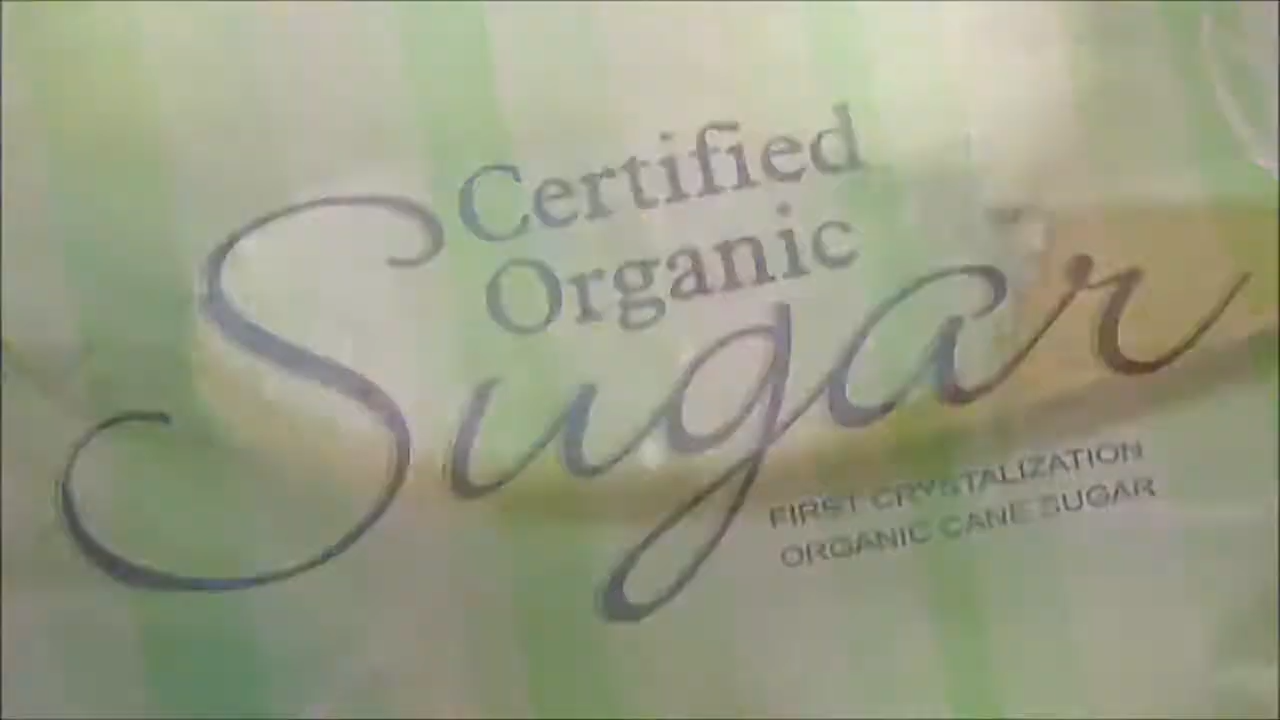 Certified
Organic
Sugar
FIRST CRYSTALIZATION
ORGANIC CANE SUGAR